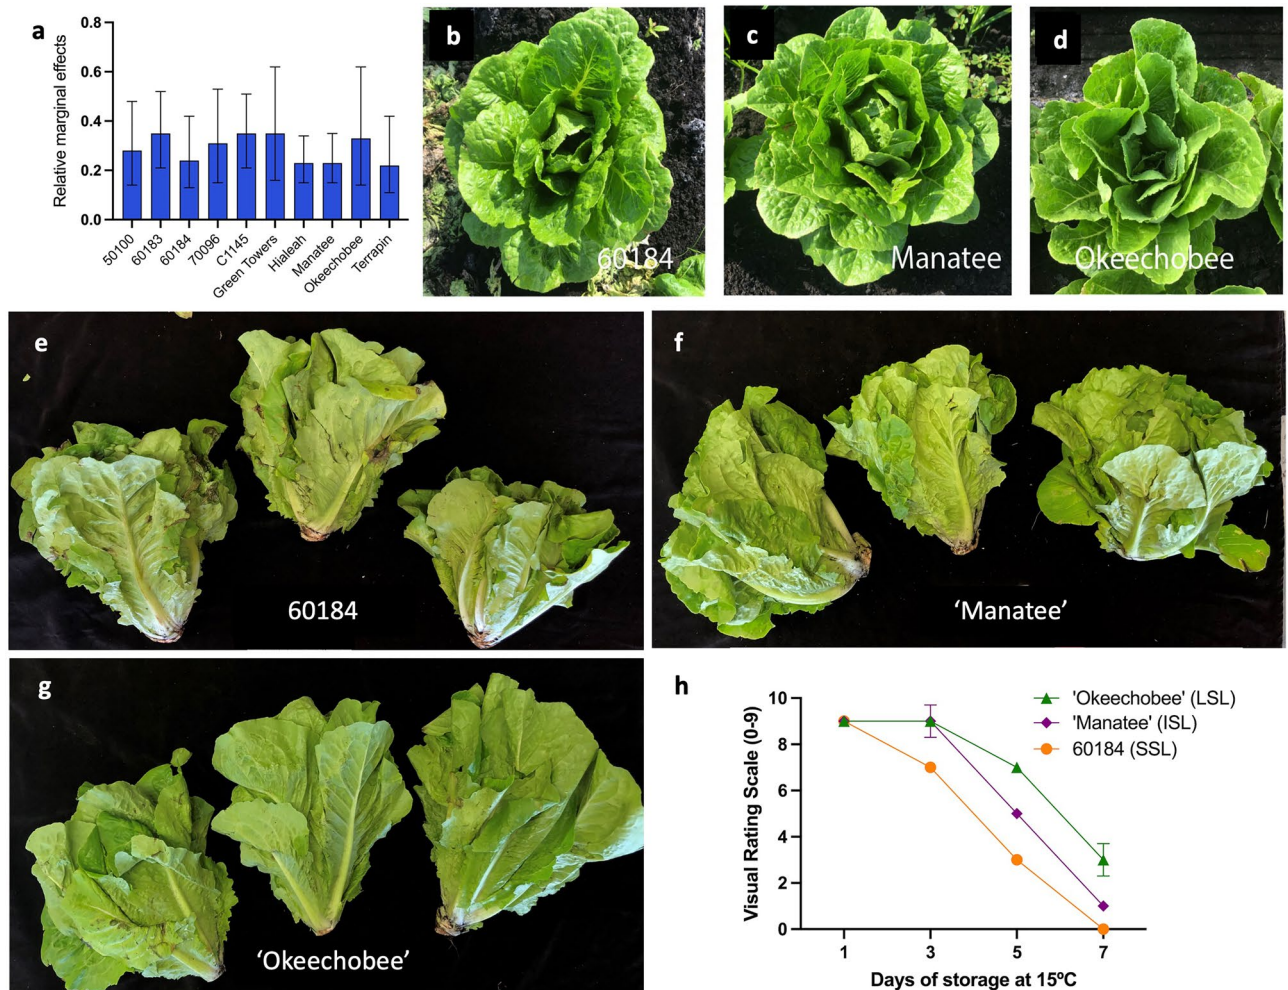 a
Relative marginal effects
0.8
0.6
0.4
0.2
0.0
50100
60183
60184
70096
C1145
Green Towers
Hialeah
Manatee
Okeechobee
Terrapin
b
60184
c
Manatee
d
Okeechobee
e
60184
f
‘Manatee’
g
‘Okeechobee’
h
Visual Rating Scale (0-9)
10
8
6
4
2
0
1 3 5 7
Days of storage at 15ºC
'Okeechobee' (LSL)
'Manatee' (ISL)
60184 (SSL)